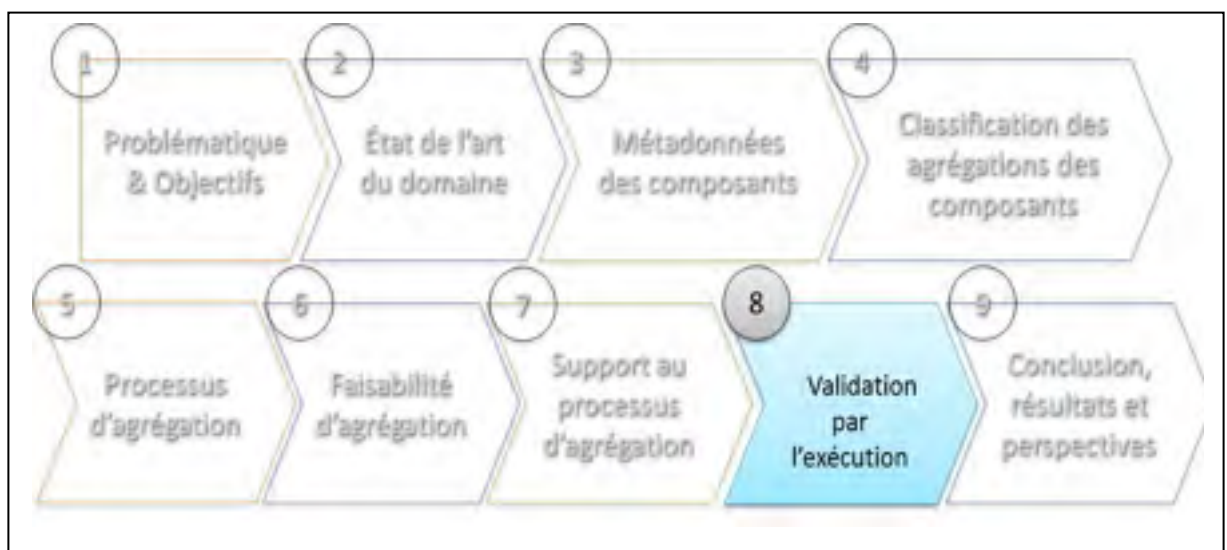 1
Problématique
& Objectifs
2
État de l'art
du domaine
3
Métadonnées
des composants
4
Classification des
agrégations des
composants
5
Processus
d'agrégation
6
Faisabilité
d'agrégation
7
Support au
processus
d'agrégation
8
Validation
par
l'exécution
9
Conclusion,
résultats et
perspectives